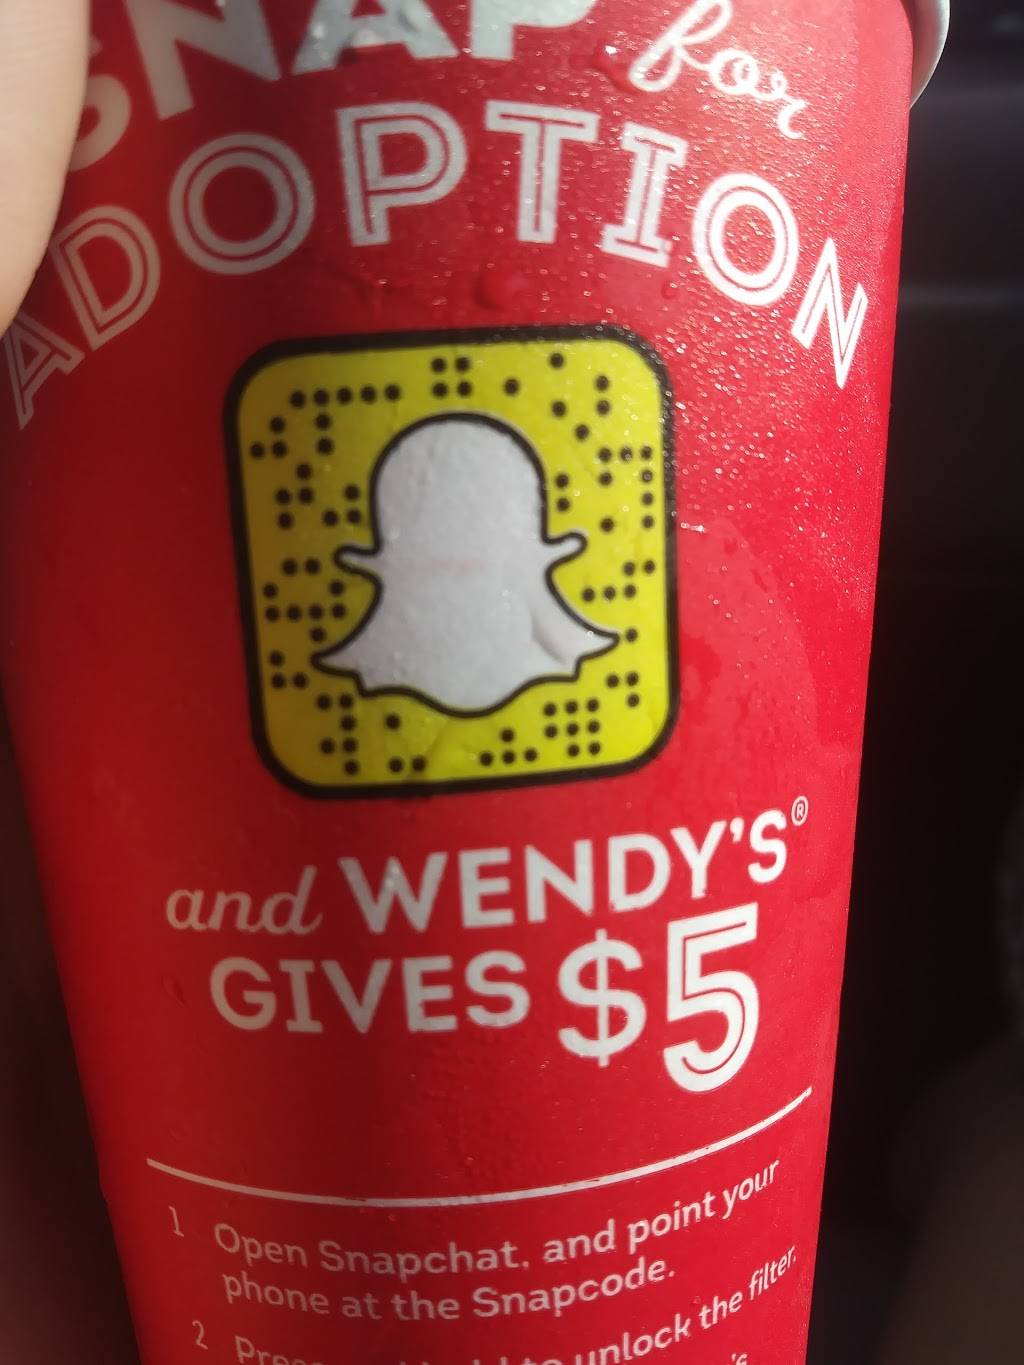 SNAP for
ADOPTION
and WENDY'S®
GIVES $5
1 Open Snapchat, and point your
phone at the Snapcode.
2 to unlock the filter.